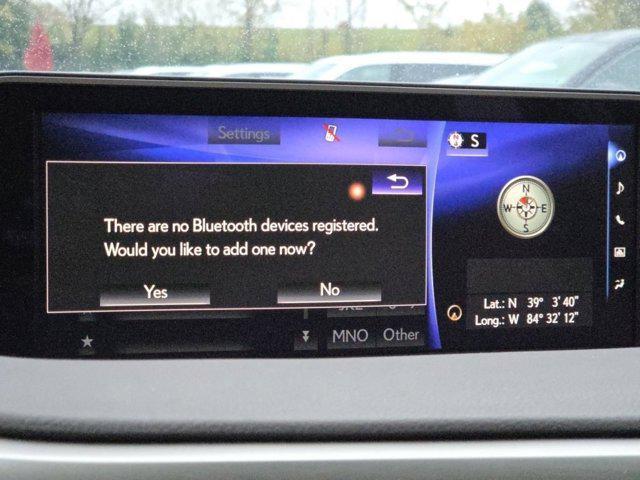 Settings
S
There are no Bluetooth devices registered.
Would you like to add one now?
Yes
No
N
W E
S
Lat.: N 39° 3' 40"
Long.: W 84° 32' 12"
MNO Other